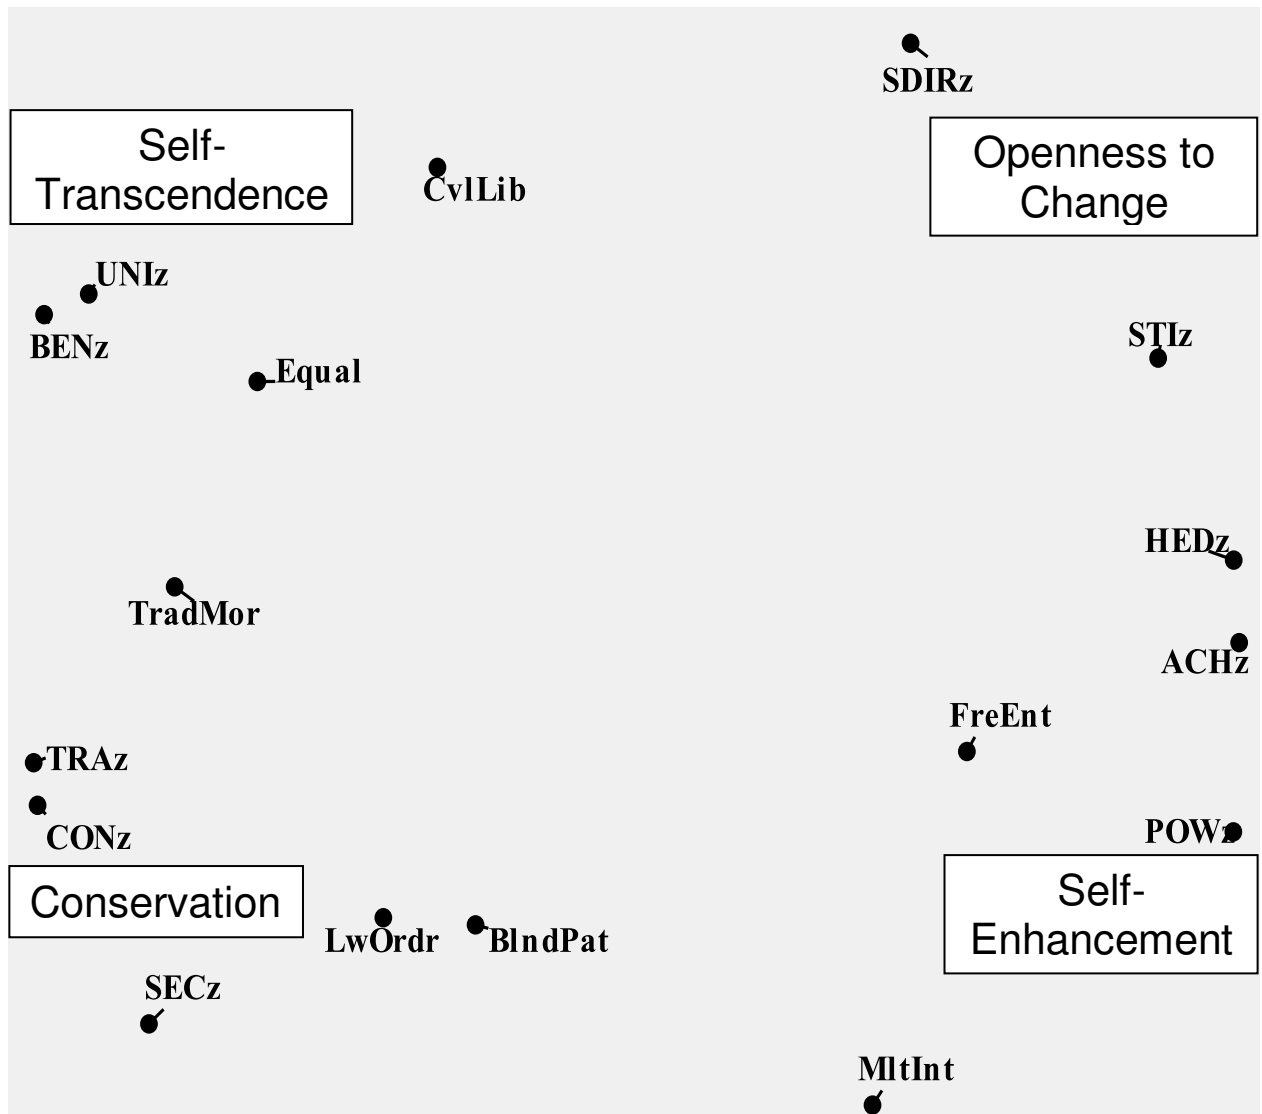 SDIRz
Self-
Transcendence
Openness to
Change
CvlLib
UNIz
BENz
STIz
Equal
HEDz
TradMor
ACHz
FreEnt
TRAz
CONz
POWz
Conservation
Self-
Enhancement
LwOrdr
BlndPat
SECz
MltInt